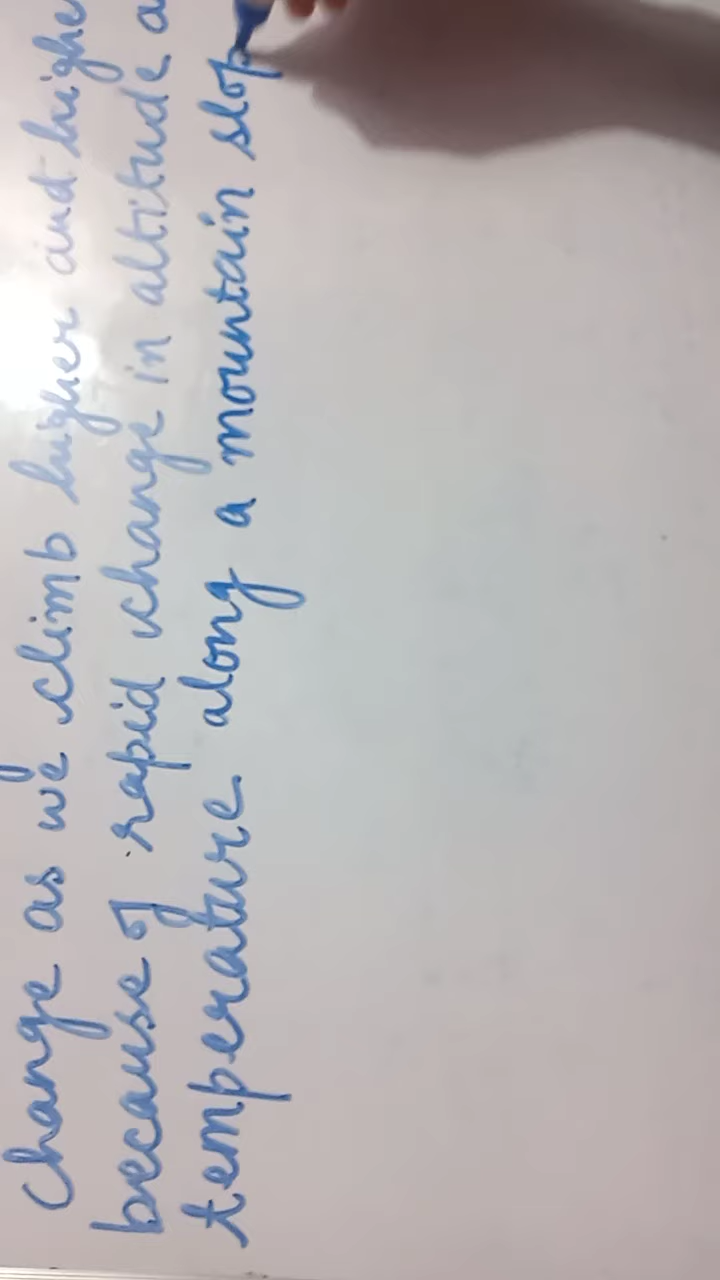 change as we climb higher and highe
because of rapid change in altitude a
temperature along a mountain slop